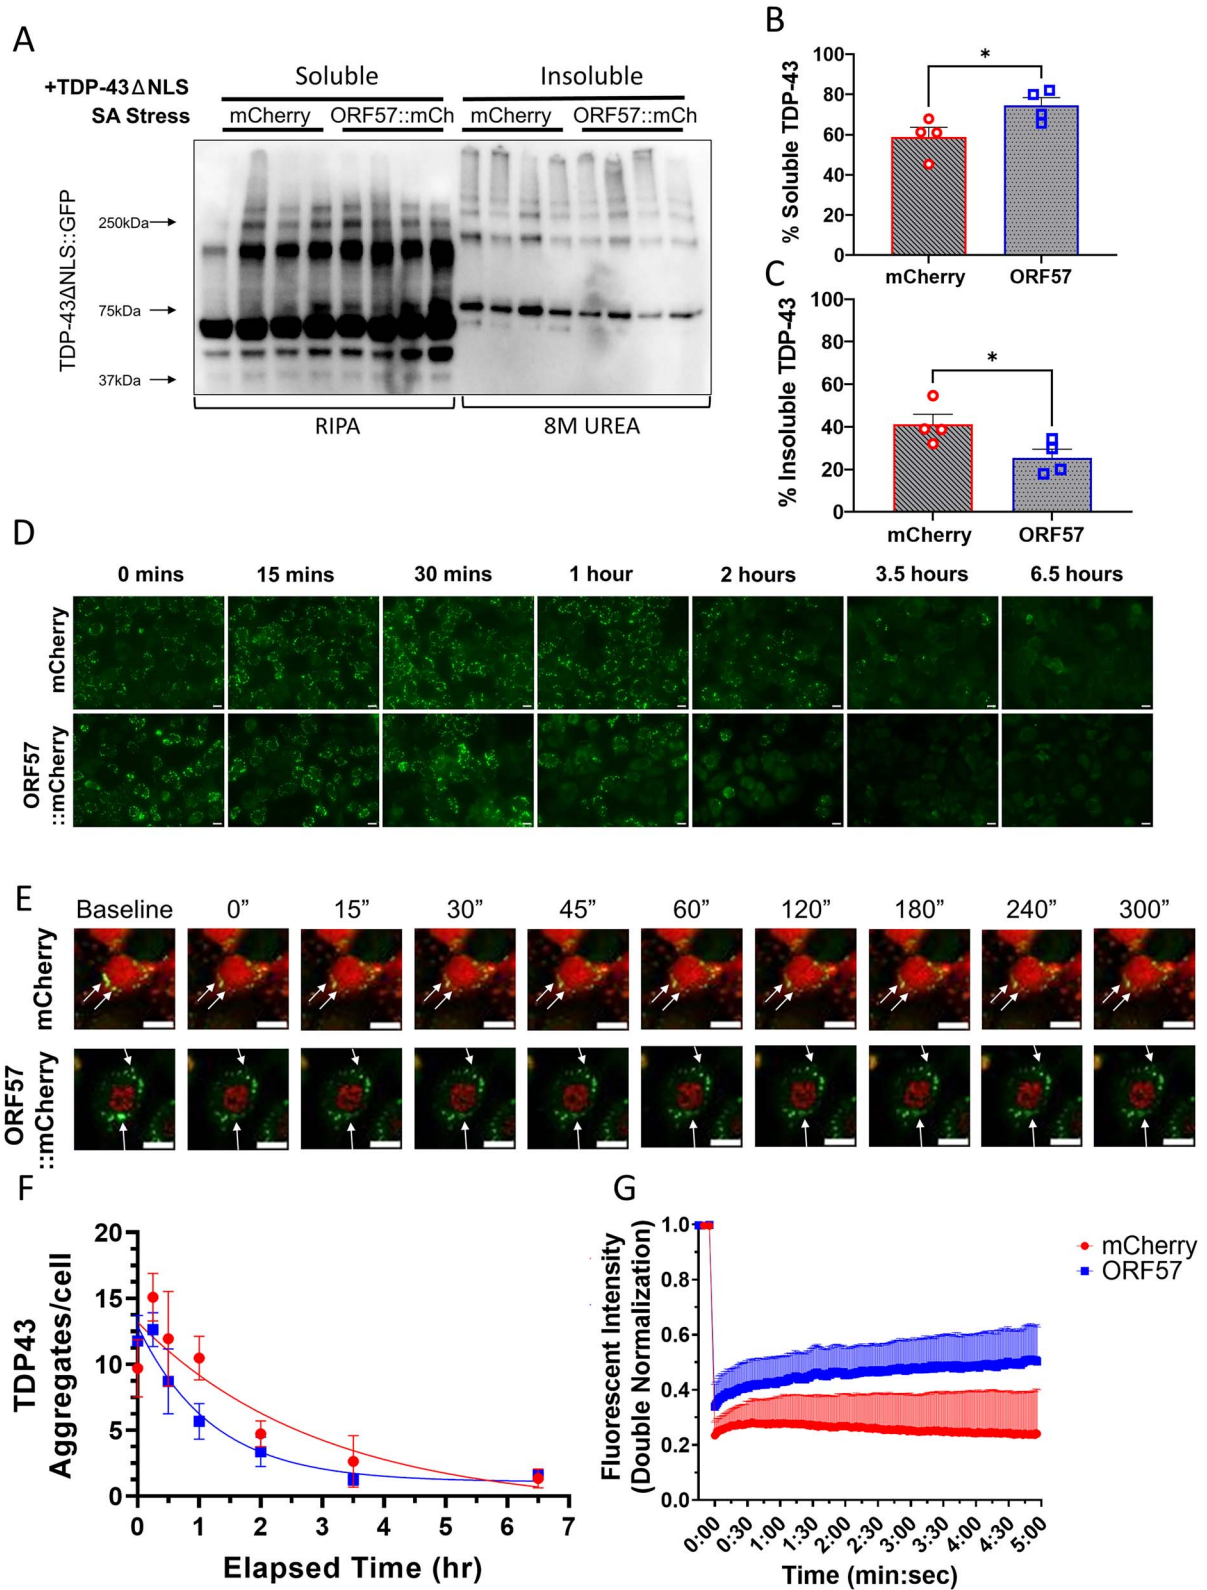 A
+TDP-43ΔNLS
SA Stress
Soluble
Insoluble
mCherry
ORF57::mCh
mCherry
ORF57::mCh
TDP-43ΔNLS::GFP
250kDa
75kDa
37kDa
RIPA
8M UREA
B
% Soluble TDP-43
100
80
60
40
20
0
*
mCherry
ORF57
C
% Insoluble TDP-43
100
80
60
40
20
0
*
mCherry
ORF57
D
0 mins
15 mins
30 mins
1 hour
2 hours
3.5 hours
6.5 hours
mCherry
ORF57
::mCherry
E
Baseline
0”
15”
30”
45”
60”
120”
180”
240”
300”
mCherry
ORF57
::mCherry
F
TDP43
Aggregates/cell
20
15
10
5
0
0 1 2 3 4 5 6 7
Elapsed Time (hr)
G
Fluorescent Intensity
(Double Normalization)
1.0
0.8
0.6
0.4
0.2
0.0
0:00 0:30 1:00 1:30 2:00 2:30 3:00 3:30 4:00 4:30 5:00
Time (min:sec)
mCherry
ORF57